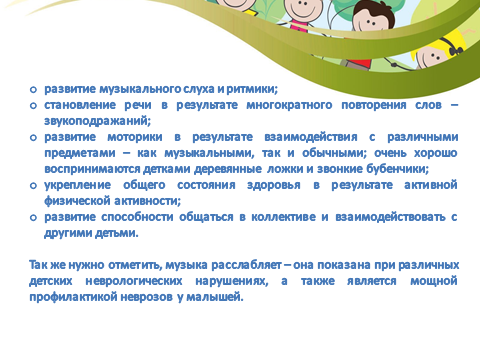 o развитие музыкального слуха и ритмики;
o становление речи в результате многократного повторения слов –
звукоподражаний;
o развитие моторики в результате взаимодействия с различными
предметами – как музыкальными, так и обычными; очень хорошо
воспринимаются детками деревянные ложки и звонкие бубенчики;
o укрепление общего состояния здоровья в результате активной
физической активности;
o развитие способности общаться в коллективе и взаимодействовать с
другими детьми.
Так же нужно отметить, музыка расслабляет – она показана при различных
детских неврологических нарушениях, а также является мощной
профилактикой неврозов у малышей.